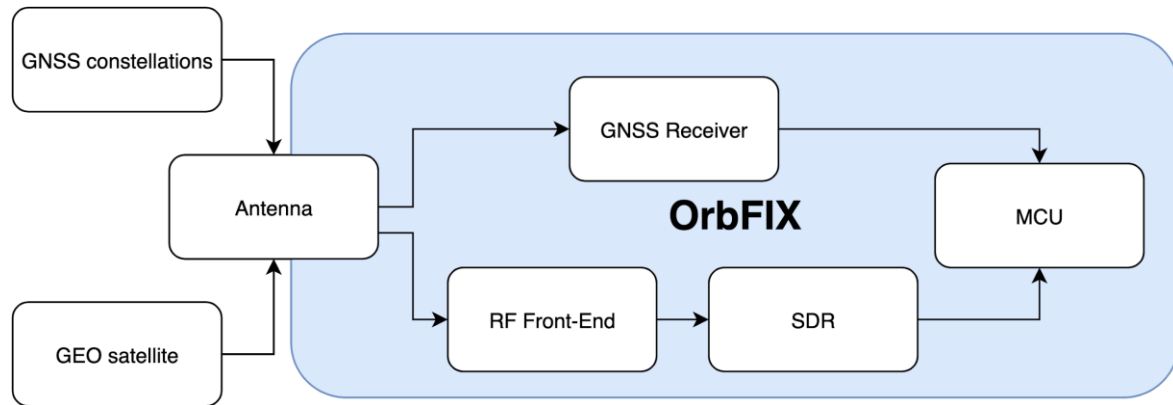 GNSS constellations
GNSS Receiver
Antenna
OrbFIX
MCU
RF Front-End
SDR
GEO satellite